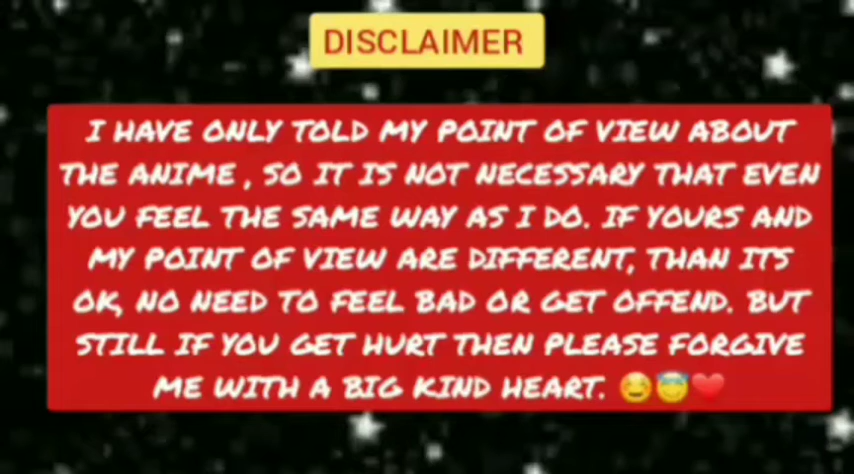 DISCLAIMER
I HAVE ONLY TOLD MY POINT OF VIEW ABOUT
THE ANIME , SO IT IS NOT NECESSARY THAT EVEN
YOU FEEL THE SAME WAY AS I DO. IF YOURS AND
MY POINT OF VIEW ARE DIFFERENT, THAN ITS
OK, NO NEED TO FEEL BAD OR GET OFFEND. BUT
STILL IF YOU GET HURT THEN PLEASE FORGIVE
ME WITH A BIG KIND HEART. 😊😇❤️